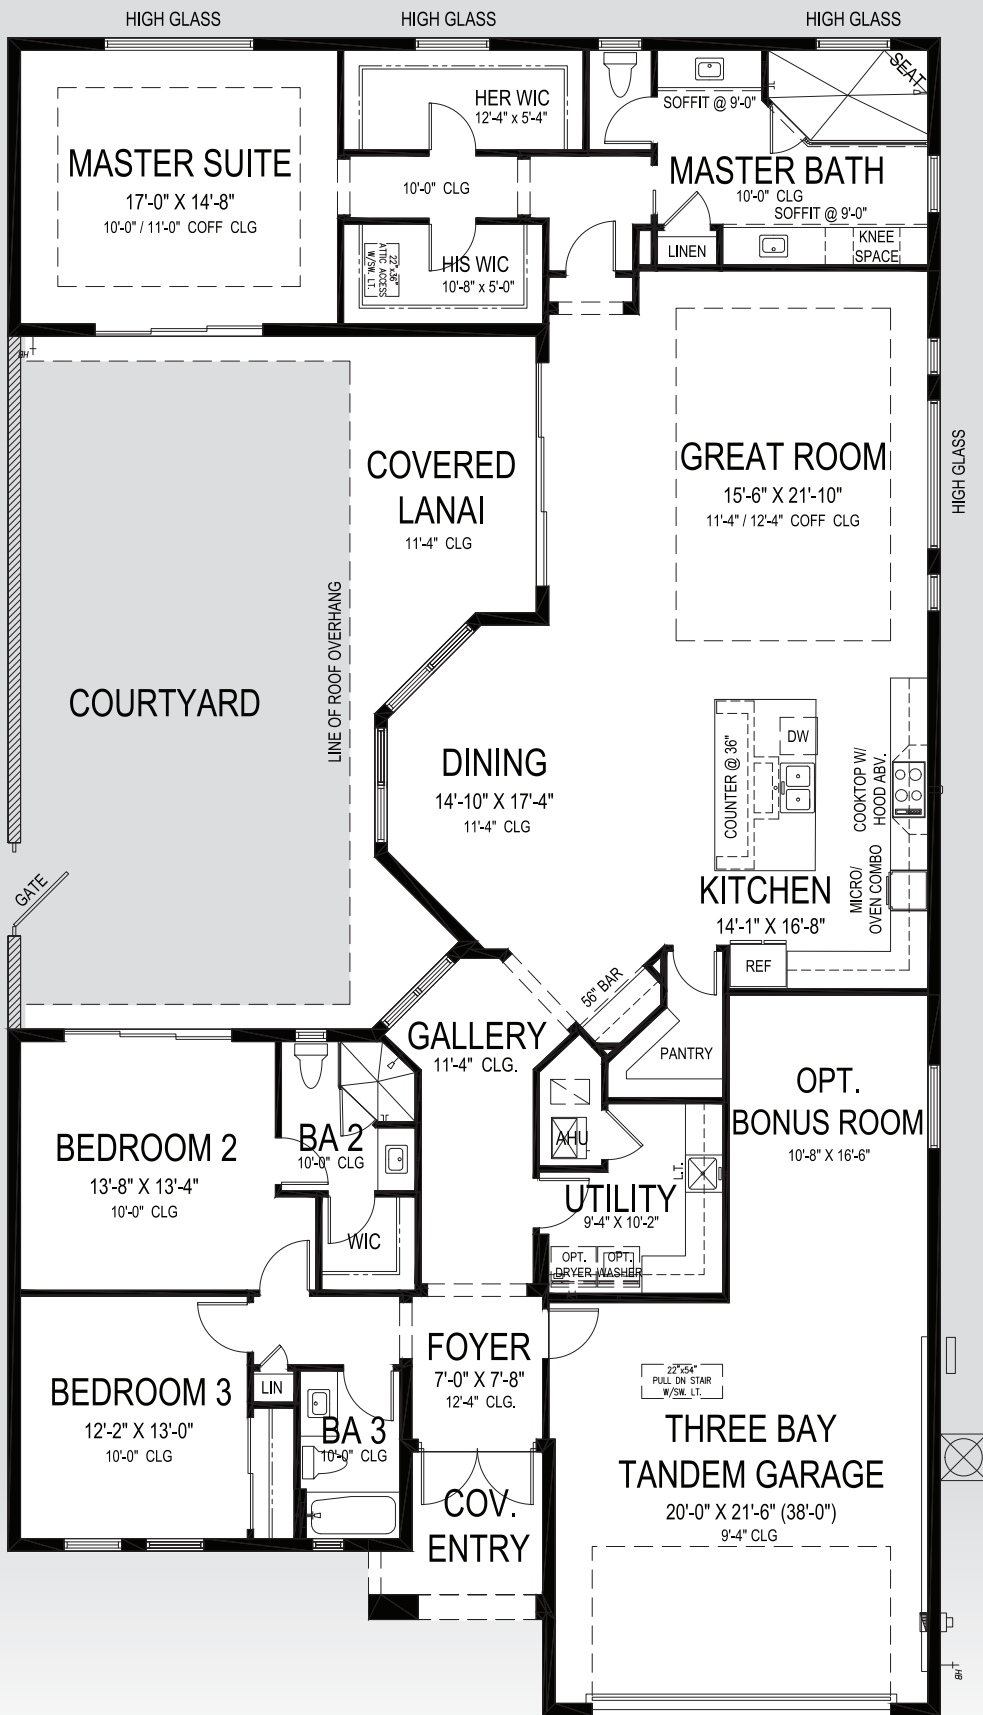 HIGH GLASS
HIGH GLASS
HIGH GLASS
SEAT
HER WIC
12'-4" x 5'-4"
SOFFIT @ 9'-0"
MASTER SUITE
17'-0" X 14'-8"
10'-0" / 11'-0" COFF CLG
10'-0" CLG
MASTER BATH
10'-0" CLG
SOFFIT @ 9'-0"
LINEN
KNEE
SPACE
22"x36"
ATTIC ACCESS
W/SW. LT.
HIS WIC
10'-8" x 5'-0"
HB
COVERED
LANAI
11'-4" CLG
GREAT ROOM
15'-6" X 21'-10"
11'-4" / 12'-4" COFF CLG
HIGH GLASS
LINE OF ROOF OVERHANG
COURTYARD
DINING
14'-10" X 17'-4"
11'-4" CLG
COUNTER @ 36"
DW
COOKTOP W/
HOOD ABV.
MICRO/
OVEN COMBO
KITCHEN
14'-1" X 16'-8"
REF
GATE
56" BAR
GALLERY
11'-4" CLG.
PANTRY
OPT.
BONUS ROOM
10'-8" X 16'-6"
AHU
BEDROOM 2
13'-8" X 13'-4"
10'-0" CLG
BA 2
10'-0" CLG
WIC
L.T.
UTILITY
9'-4" X 10'-2"
OPT.
DRYER
OPT.
WASHER
FOYER
7'-0" X 7'-8"
12'-4" CLG.
BEDROOM 3
12'-2" X 13'-0"
10'-0" CLG
LIN
BA 3
10'-0" CLG
22"x54"
PULL DN STAIR
W/SW. LT.
THREE BAY
TANDEM GARAGE
20'-0" X 21'-6" (38'-0")
9'-4" CLG
COV.
ENTRY
HB